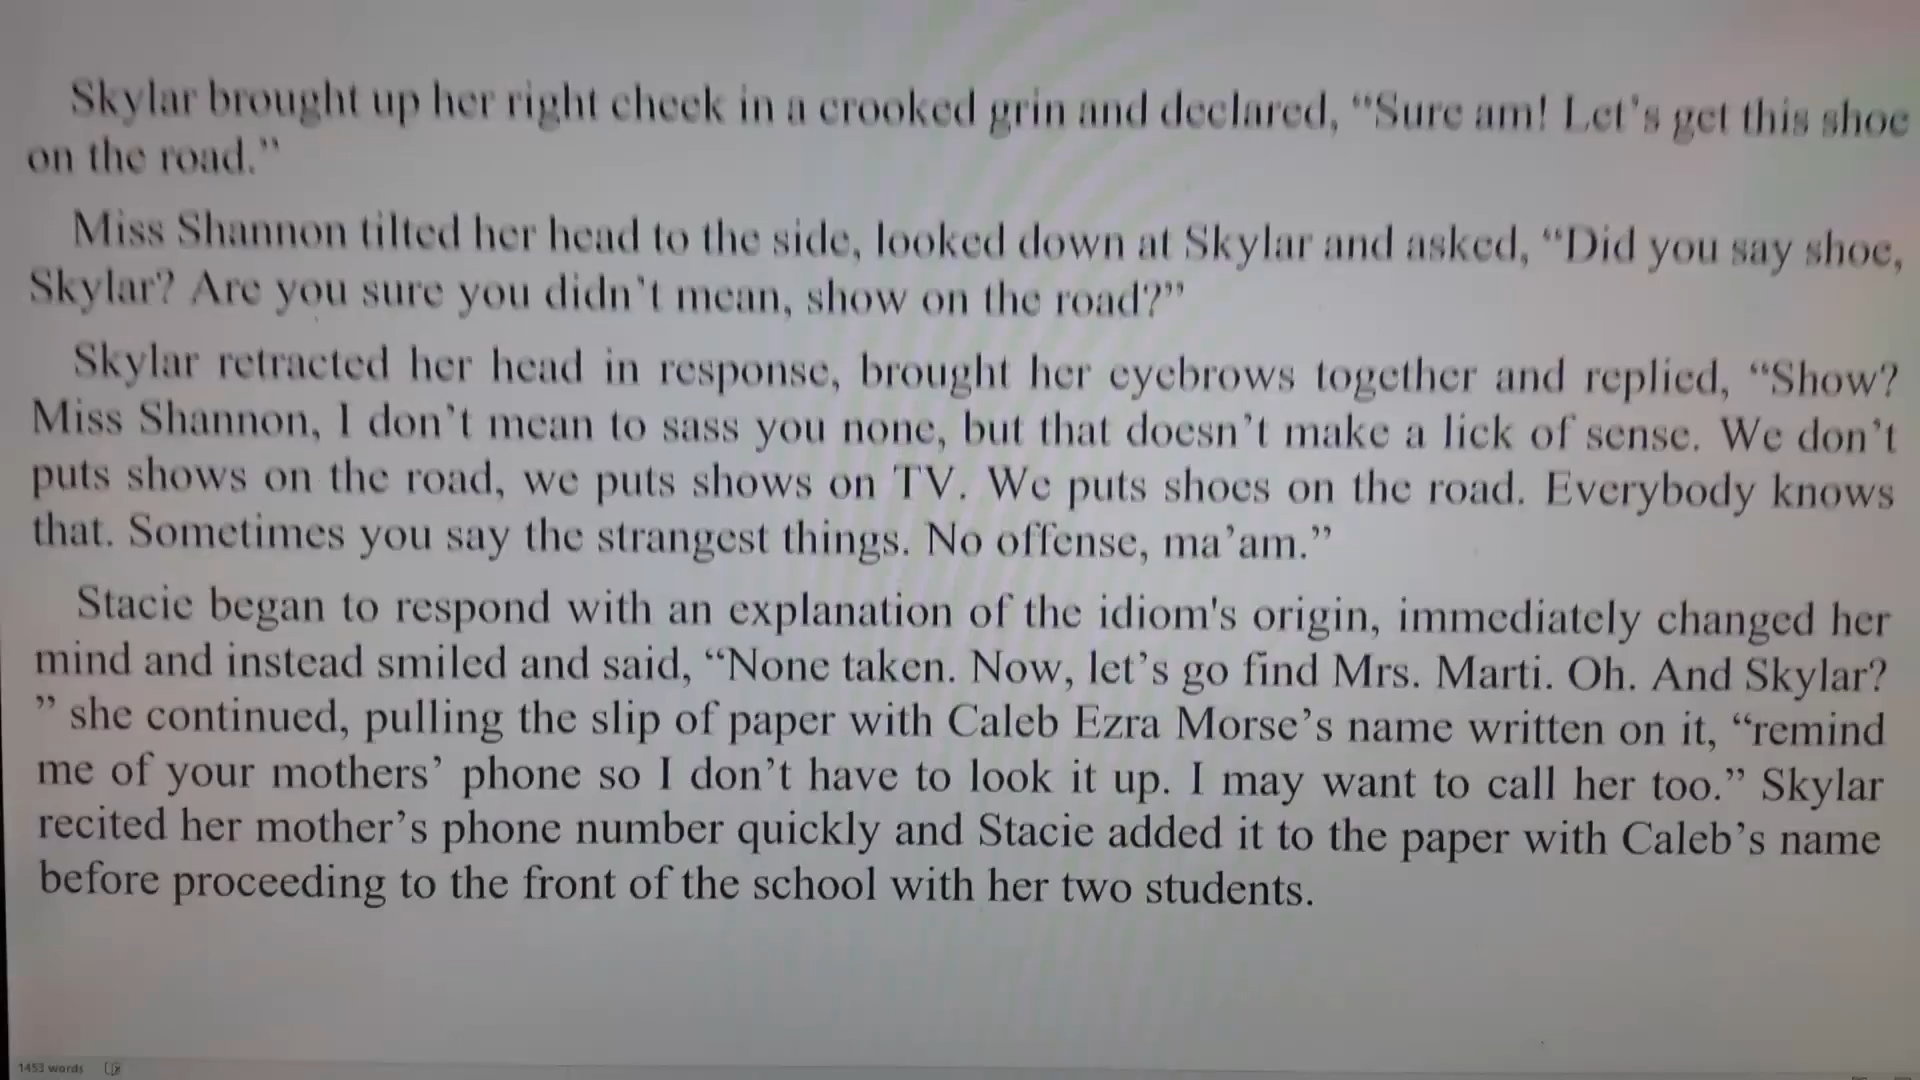 Skylar brought up her right cheek in a crooked grin and declared, “Sure am! Let’s get this shoe
on the road.”
Miss Shannon tilted her head to the side, looked down at Skylar and asked, “Did you say shoe,
Skylar? Are you sure you didn’t mean, show on the road?”
Skylar retracted her head in response, brought her eyebrows together and replied, “Show?
Miss Shannon, I don’t mean to sass you none, but that doesn’t make a lick of sense. We don’t
puts shows on the road, we puts shows on TV. We puts shoes on the road. Everybody knows
that. Sometimes you say the strangest things. No offense, ma’am.”
Stacie began to respond with an explanation of the idiom's origin, immediately changed her
mind and instead smiled and said, “None taken. Now, let’s go find Mrs. Marti. Oh. And Skylar?
” she continued, pulling the slip of paper with Caleb Ezra Morse’s name written on it, “remind
me of your mothers’ phone so I don’t have to look it up. I may want to call her too.” Skylar
recited her mother’s phone number quickly and Stacie added it to the paper with Caleb’s name
before proceeding to the front of the school with her two students.
1453 words